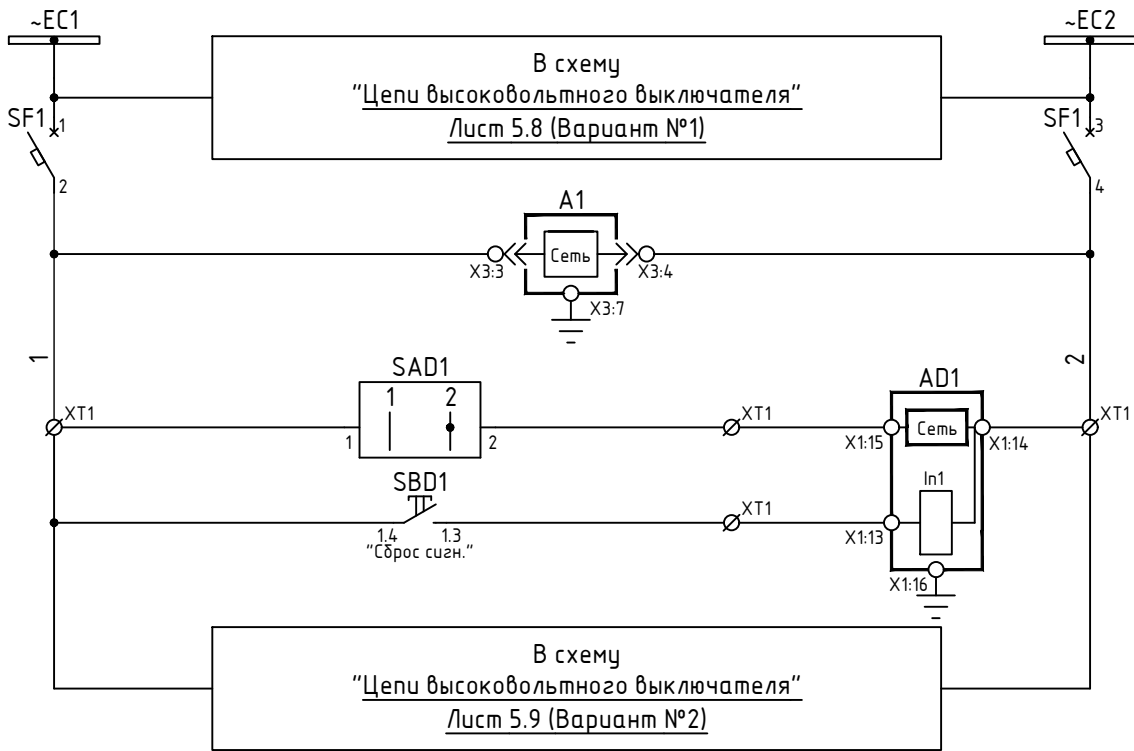 ~EC1
~EC2
В схему
"Цепи высоковольтного выключателя"
Лист 5.8 (Вариант №1)
SF1
1
2
SF1
3
4
A1
Сеть
X3:3
X3:4
X3:7
1
2
SAD1
1 2
1
2
XT1
XT1
XT1
AD1
Сеть
X1:15
X1:14
SBD1
1.4
1.3
"Сброс сигн."
XT1
In1
X1:13
X1:16
В схему
"Цепи высоковольтного выключателя"
Лист 5.9 (Вариант №2)